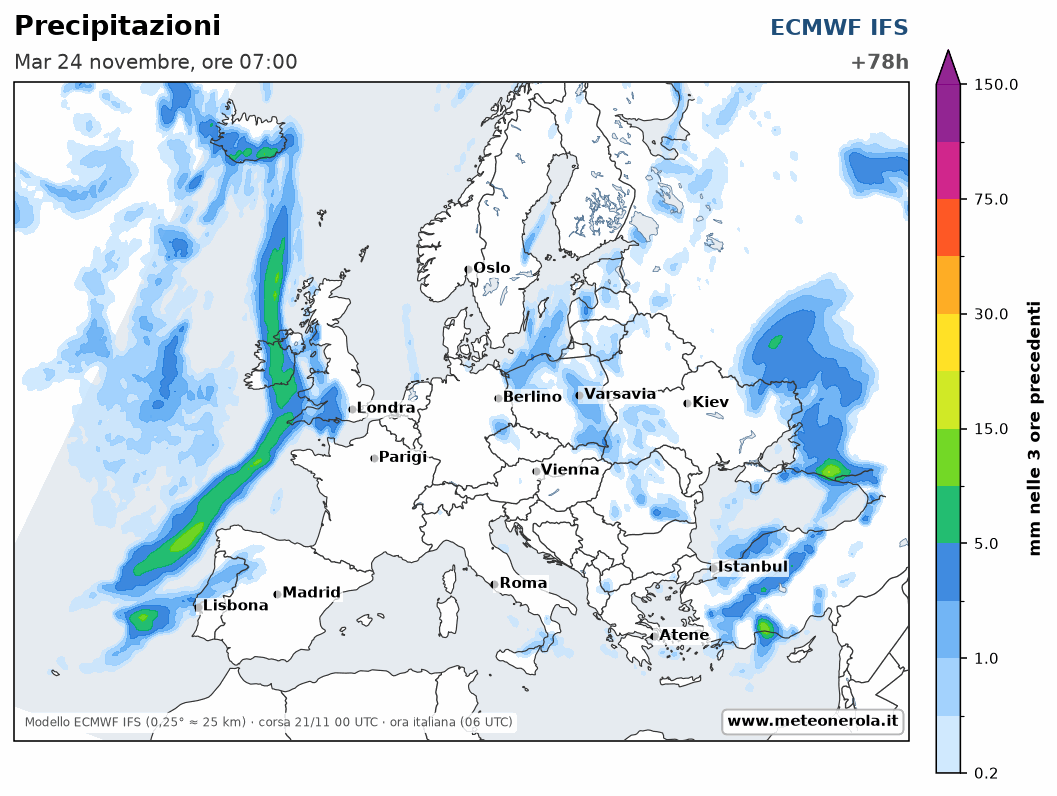 Precipitazioni
ECMWF IFS
Mar 24 novembre, ore 07:00
+78h
150.0
75.0
30.0
15.0
5.0
1.0
0.2
mm nelle 3 ore precedenti
Oslo
Londra
Berlino
Varsavia
Kiev
Parigi
Vienna
Istanbul
Roma
Madrid
Lisbona
Atene
Modello ECMWF IFS (0,25° ≈ 25 km) · corsa 21/11 00 UTC · ora italiana (06 UTC)
www.meteonerola.it